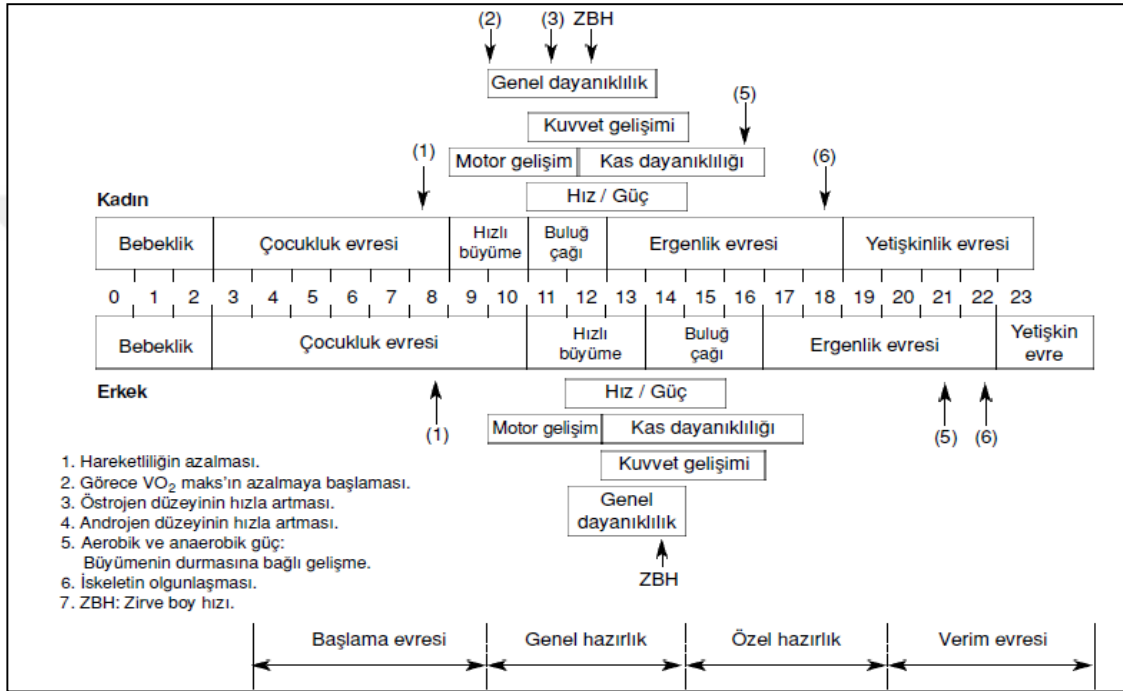 (2) (3) ZBH
Genel dayanıklılık
(5)
Kuvvet gelişimi
(1)
Motor gelişim Kas dayanıklılığı
(6)
Kadın
Hız / Güç
Bebeklik Çocukluk evresi Hızlı büyüme Buluğ çağı Ergenlik evresi Yetişkinlik evresi
0 1 2 3 4 5 6 7 8 9 10 11 12 13 14 15 16 17 18 19 20 21 22 23
Bebeklik Çocukluk evresi Hızlı büyüme Buluğ çağı Ergenlik evresi Yetişkin evre
Erkek
Hız / Güç
(1)
Motor gelişim Kas dayanıklılığı
(5) (6)
Kuvvet gelişimi
Genel
dayanıklılık
ZBH
1. Hareketliliğin azalması.
2. Görece VO₂ maks'ın azalmaya başlaması.
3. Östrojen düzeyinin hızla artması.
4. Androjen düzeyinin hızla artması.
5. Aerobik ve anaerobik güç:
Büyümenin durmasına bağlı gelişme.
6. İskeletin olgunlaşması.
7. ZBH: Zirve boy hızı.
Başlama evresi Genel hazırlık Özel hazırlık Verim evresi